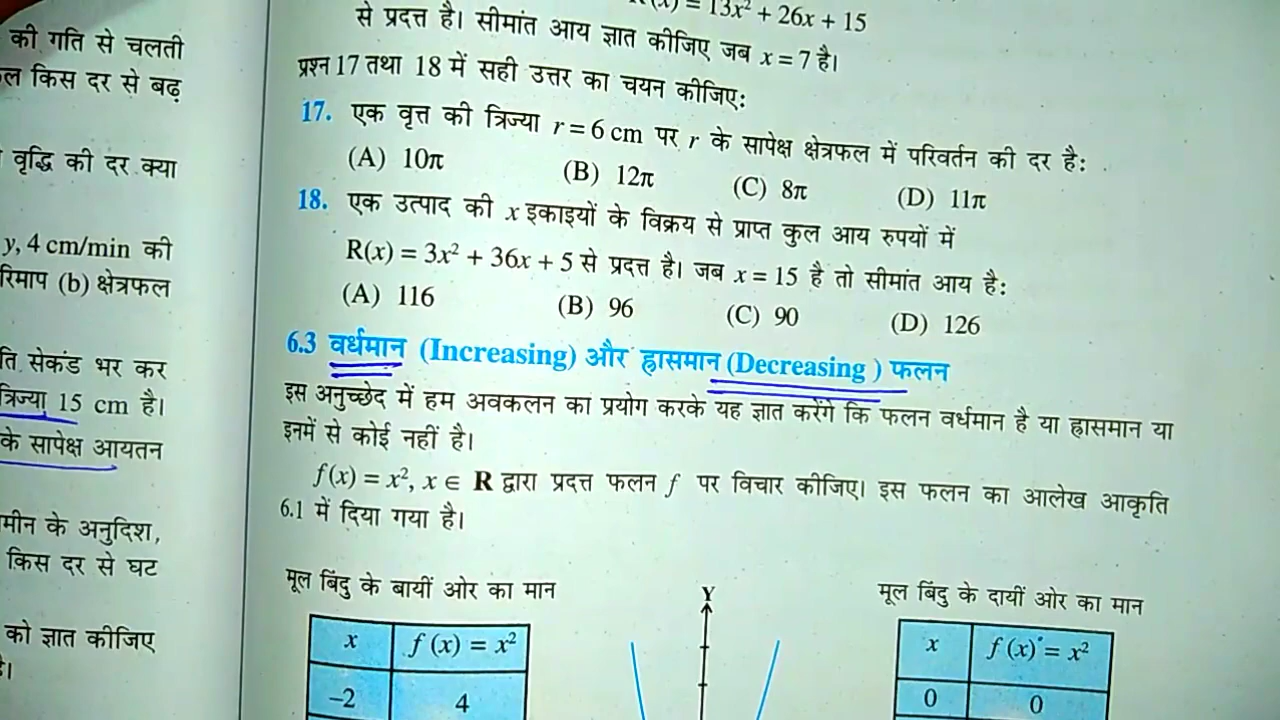 की गति से चलती
किस दर से बढ़
वृद्धि की दर क्या
y, 4 cm/min की
(b) क्षेत्रफल
सेकंड भर कर
त्रिज्या 15 cm है।
के सापेक्ष आयतन
के अनुदिश,
किस दर से घट
को ज्ञात कीजिए
= 13x² + 26x + 15
से प्रदत्त है। सीमांत आय ज्ञात कीजिए जब x = 7 है।
प्रश्न 17 तथा 18 में सही उत्तर का चयन कीजिए:
17. एक वृत्त की त्रिज्या r = 6 cm पर r के सापेक्ष क्षेत्रफल में परिवर्तन की दर है:
(A) 10π (B) 12π (C) 8π (D) 11π
18. एक उत्पाद की x इकाइयों के विक्रय से प्राप्त कुल आय रुपयों में
R(x) = 3x² + 36x + 5 से प्रदत्त है। जब x = 15 है तो सीमांत आय है:
(A) 116 (B) 96 (C) 90 (D) 126
6.3 वर्धमान (Increasing) और ह्रासमान (Decreasing ) फलन
इस अनुच्छेद में हम अवकलन का प्रयोग करके यह ज्ञात करेंगे कि फलन वर्धमान है या ह्रासमान या
इनमें से कोई नहीं है।
f (x) = x², x ∈ R द्वारा प्रदत्त फलन f पर विचार कीजिए। इस फलन का आलेख आकृति
6.1 में दिया गया है।
मूल बिंदु के बायीं ओर का मान
x f (x) = x²
–2 4
Y
मूल बिंदु के दायीं ओर का मान
x f (x) = x²
0 0